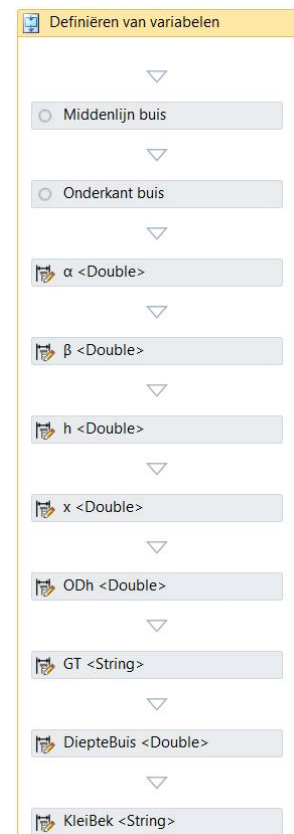 Definiëren van variabelen
Middenlijn buis
Onderkant buis
α <Double>
β <Double>
h <Double>
x <Double>
ODh <Double>
GT <String>
DiepteBuis <Double>
KleiBek <String>